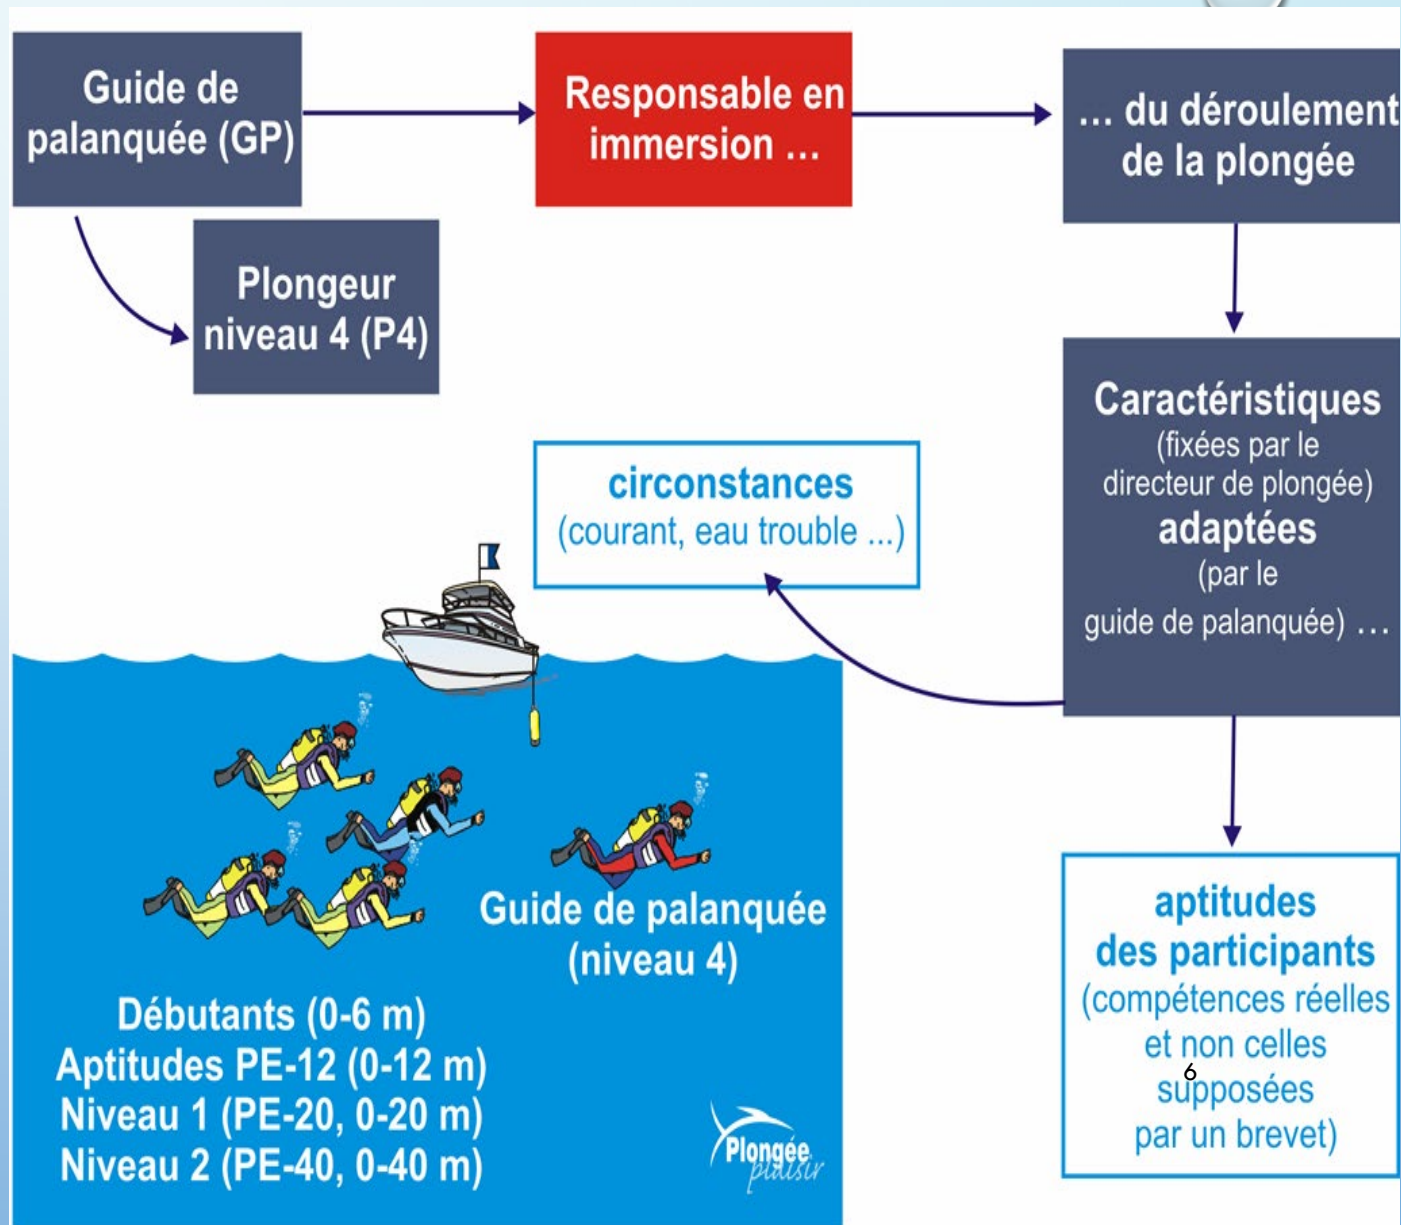 Guide de
palanquée (GP)
Responsable en
immersion ...
... du déroulement
de la plongée
Plongeur
niveau 4 (P4)
Caractéristiques
(fixées par le
directeur de plongée)
adaptées
(par le
guide de palanquée) ...
circonstances
(courant, eau trouble ...)
aptitudes
des participants
(compétences réelles
et non celles
supposées
par un brevet)
6
Guide de palanquée
(niveau 4)
Débutants (0-6 m)
Aptitudes PE-12 (0-12 m)
Niveau 1 (PE-20, 0-20 m)
Niveau 2 (PE-40, 0-40 m)
Plongée
plaisir